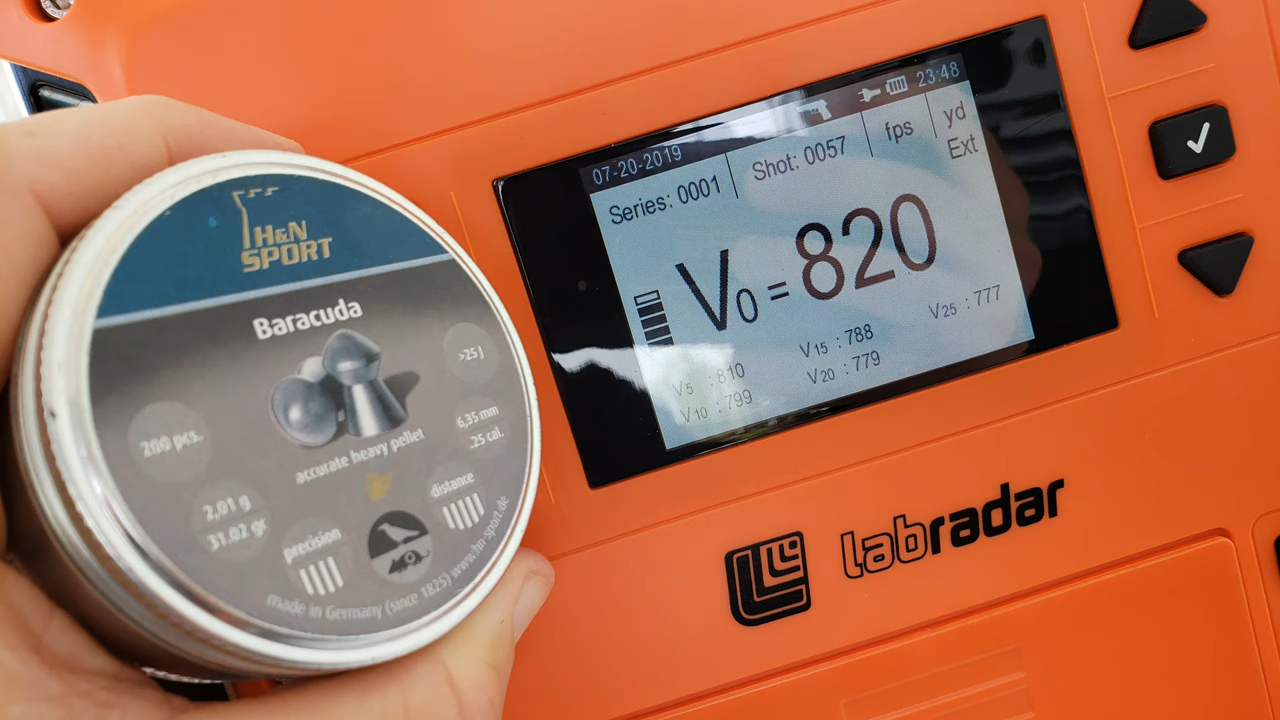 H&N
SPORT
Baracuda
>25 J
200 pcs.
6,35 mm
.25 cal.
accurate heavy pellet
2,01 g
31.02 gr
distance
precision
made in Germany (since 1825) www.hn-sport.de
07-20-2019
23:48
Series: 0001
Shot: 0057
fps
yd
Ext
V0 = 820
V5 : 810
V10 : 799
V15 : 788
V20 : 779
V25 : 777
labradar